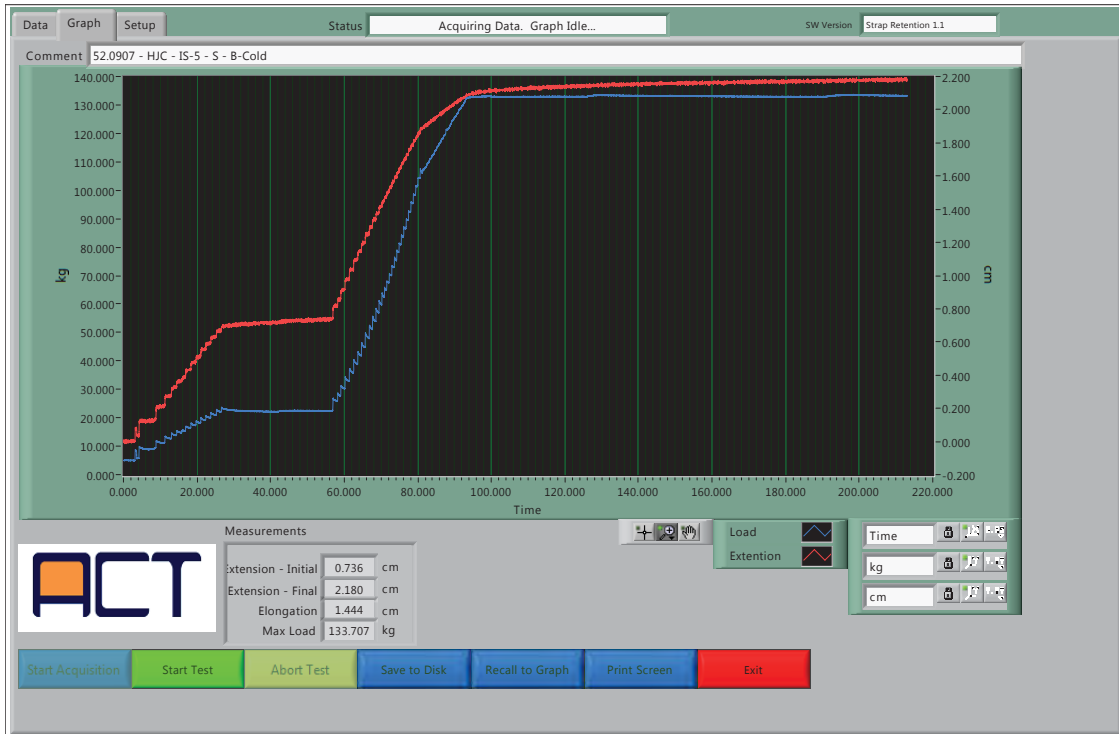 Data Graph Setup Status Acquiring Data. Graph Idle... SW Version Strap Retention 1.1
Comment 52.0907 - HJC - IS-5 - S - B-Cold
140.000 2.200
130.000 2.000
120.000 1.800
110.000 1.600
100.000 1.400
90.000 1.200
80.000 1.000
70.000 0.800
60.000 0.600
50.000 0.400
40.000 0.200
30.000 0.000
20.000 -0.200
10.000
0.000
kg
cm
0.000 20.000 40.000 60.000 80.000 100.000 120.000 140.000 160.000 180.000 200.000 220.000
Time
Measurements
Extension - Initial 0.736 cm
Extension - Final 2.180 cm
Elongation 1.444 cm
Max Load 133.707 kg
Load
Extention
Time
kg
cm
ACT
Start Acquisition Start Test Abort Test Save to Disk Recall to Graph Print Screen Exit